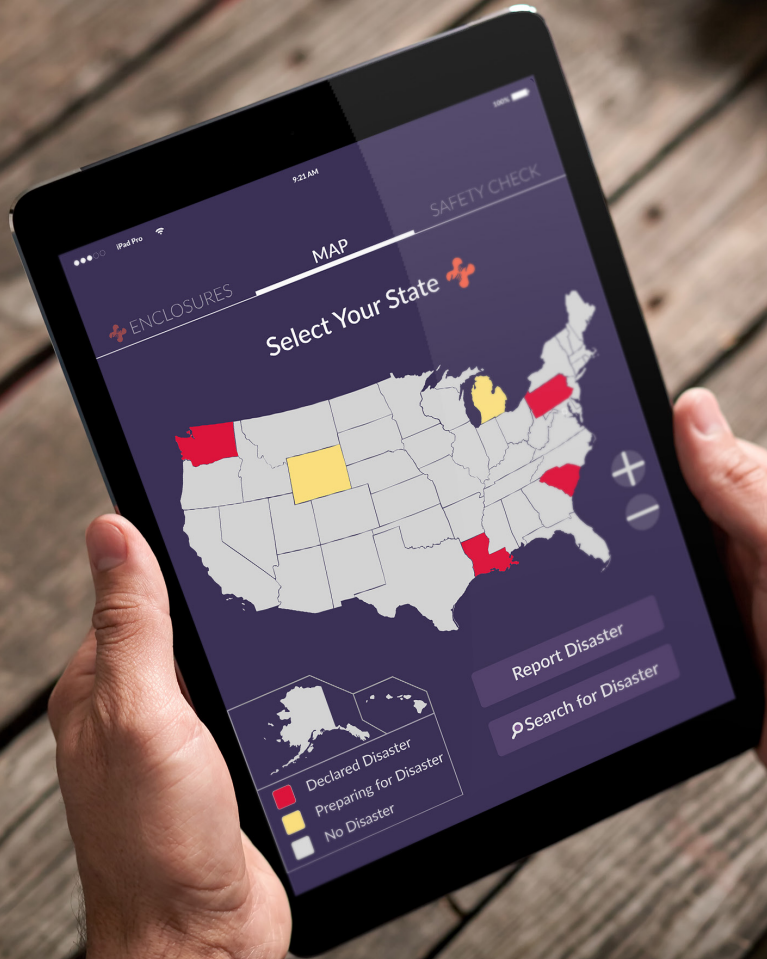 100%
9:21 AM
iPad Pro
SAFETY CHECK
MAP
ENCLOSURES
Select Your State
Report Disaster
Search for Disaster
Declared Disaster
Preparing for Disaster
No Disaster